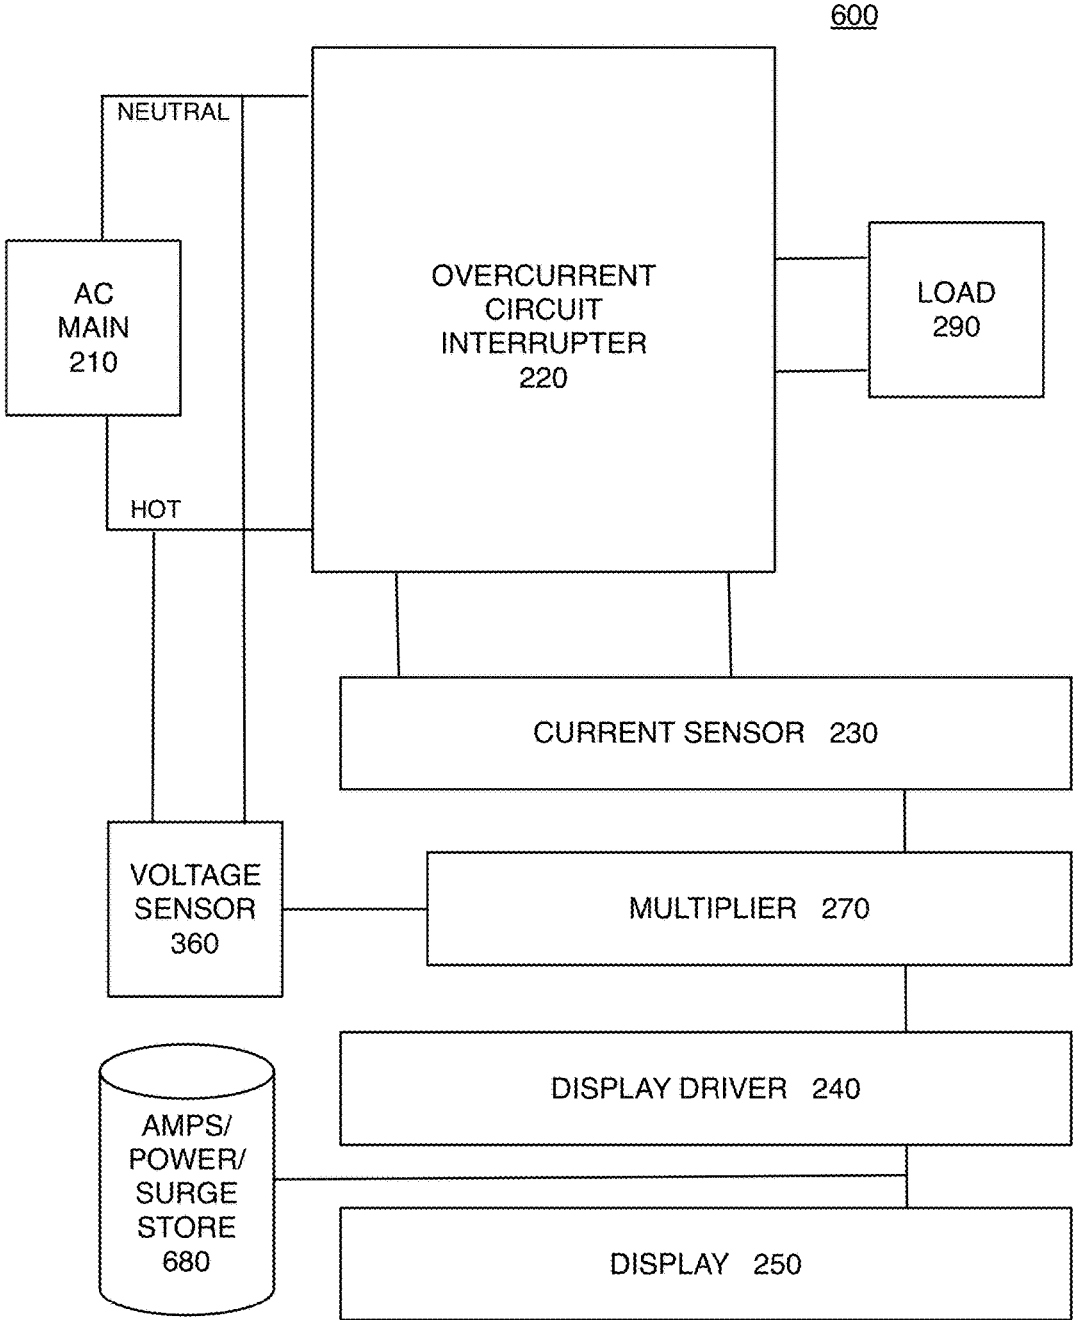 600
NEUTRAL
AC
MAIN
210
OVERCURRENT
CIRCUIT
INTERRUPTER
220
LOAD
290
HOT
CURRENT SENSOR 230
VOLTAGE
SENSOR
360
MULTIPLIER 270
DISPLAY DRIVER 240
AMPS/
POWER/
SURGE
STORE
680
DISPLAY 250